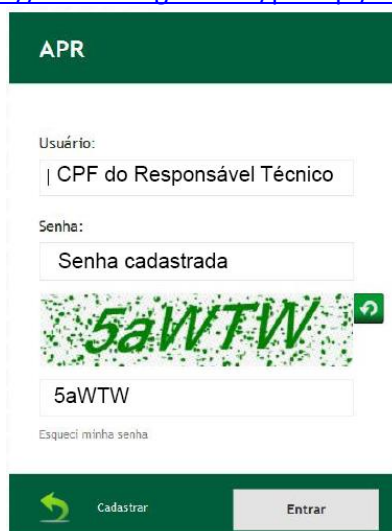 APR
Usuário:
| CPF do Responsável Técnico
Senha:
Senha cadastrada
5aWTW
5aWTW
Esqueci minha senha
Cadastrar
Entrar